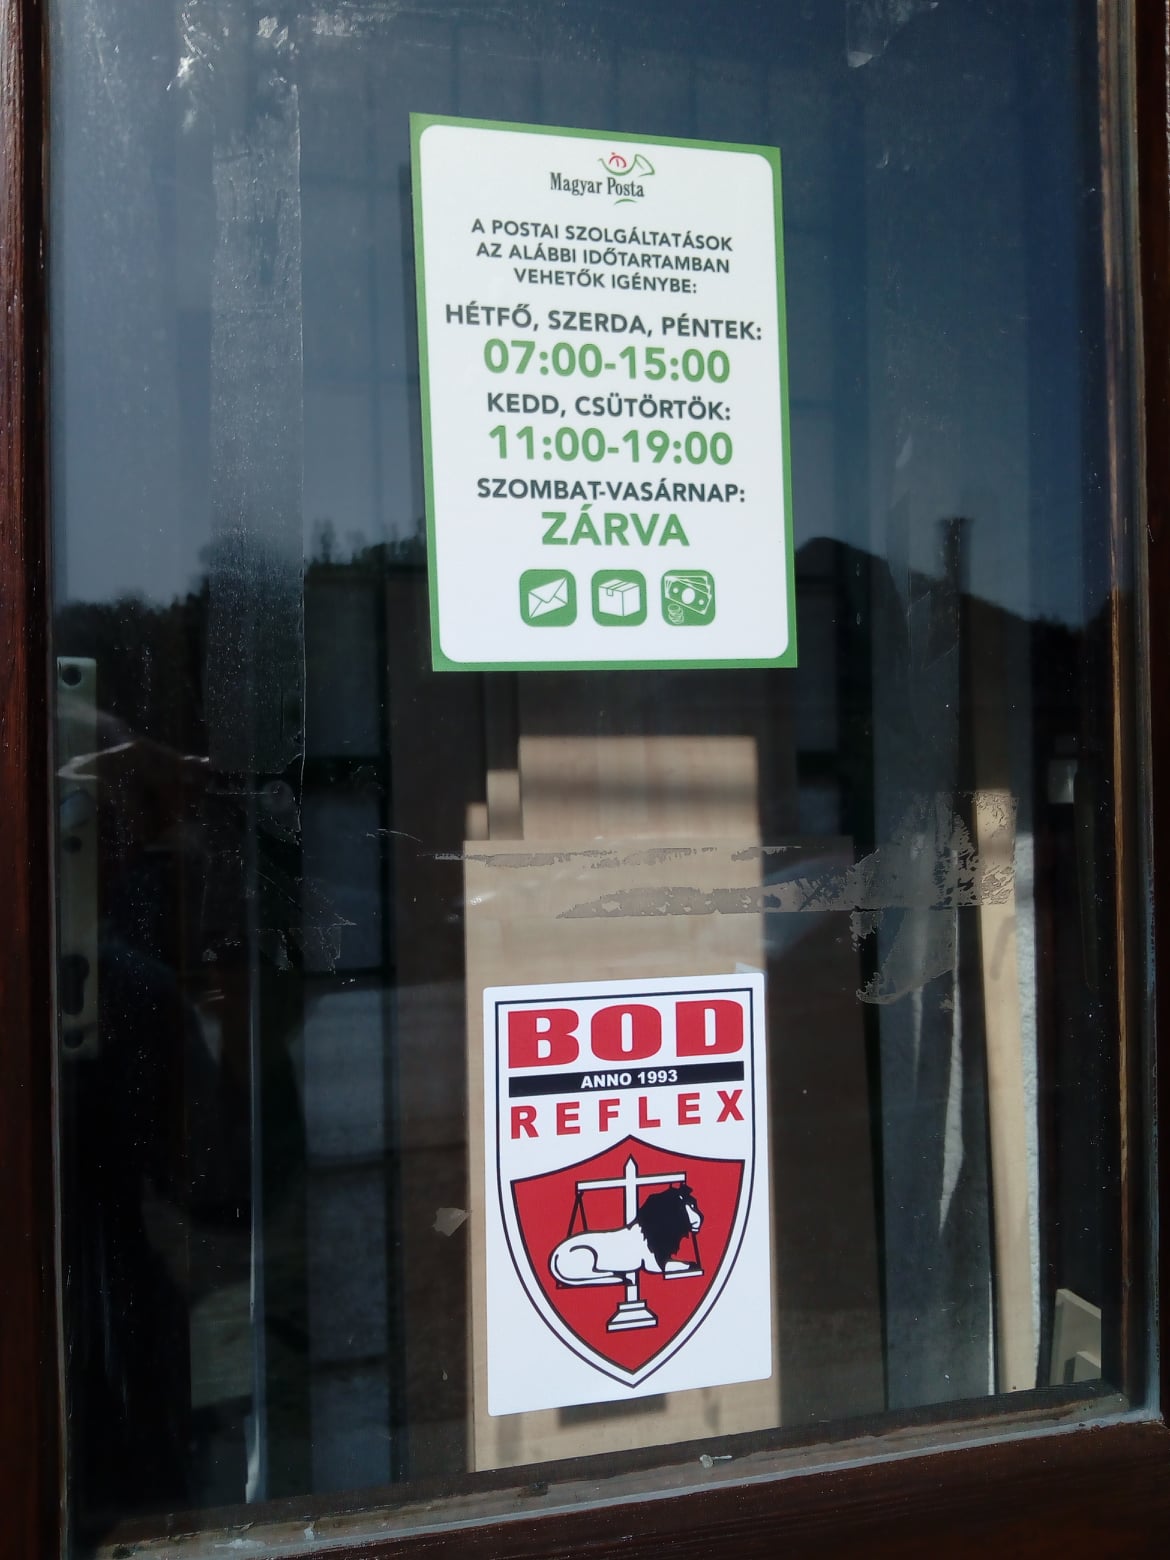 Magyar Posta
A POSTAI SZOLGÁLTATÁSOK
AZ ALÁBBI IDŐTARTAMBAN
VEHETŐK IGÉNYBE:
HÉTFŐ, SZERDA, PÉNTEK:
07:00-15:00
KEDD, CSÜTÖRTÖK:
11:00-19:00
SZOMBAT-VASÁRNAP:
ZÁRVA
BOD
ANNO 1993
REFLEX